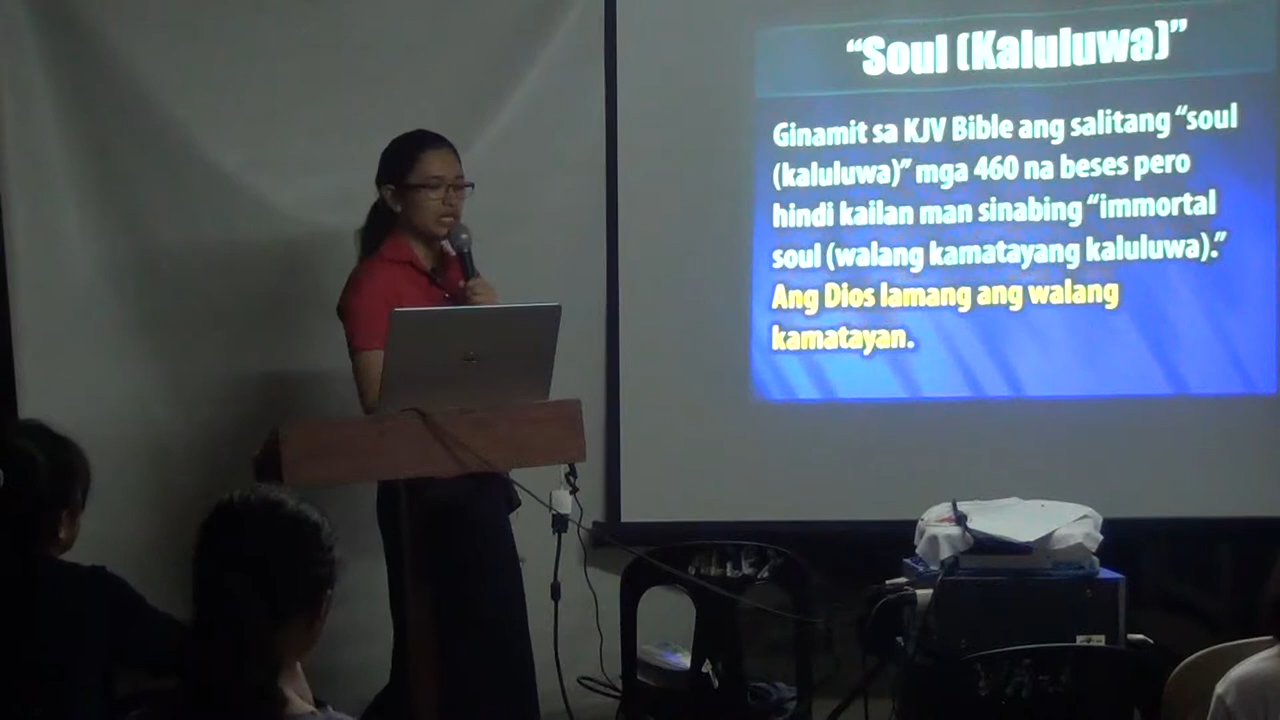 “Soul (Kaluluwa)”
Ginamit sa KJV Bible ang salitang “soul
(kaluluwa)” mga 460 na beses pero
hindi kailan man sinabing “immortal
soul (walang kamatayang kaluluwa).”
Ang Dios lamang ang walang
kamatayan.